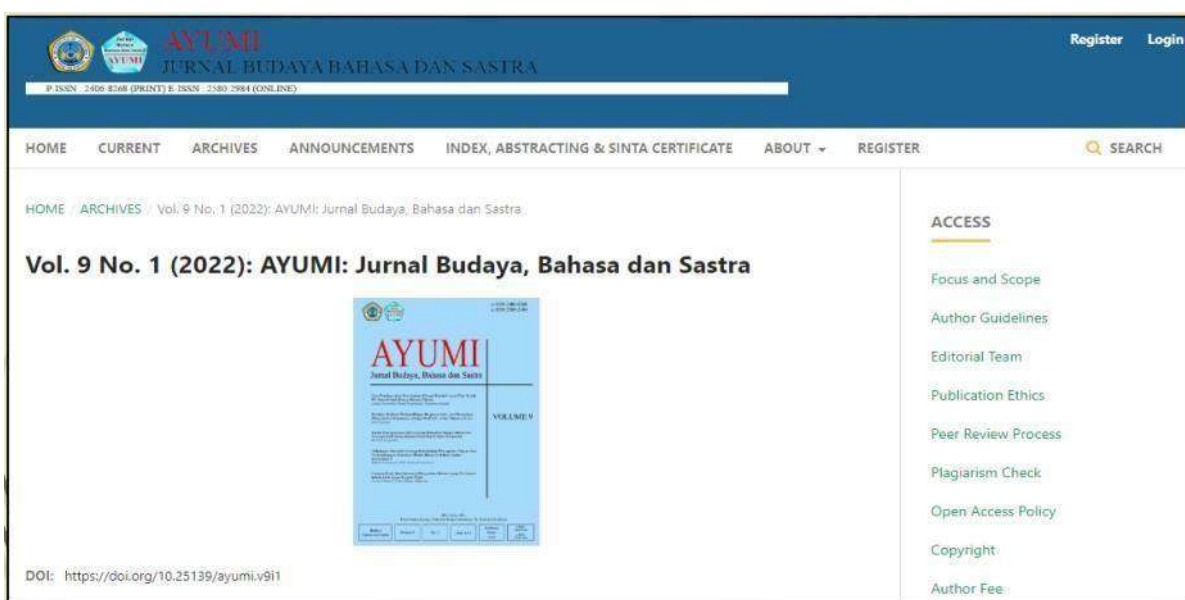 AYUMI
JURNAL BUDAYA BAHASA DAN SASTRA
P-ISSN 2406-8268 (PRINT) E-ISSN 2580-2984 (ONLINE)
Register Login
HOME CURRENT ARCHIVES ANNOUNCEMENTS INDEX, ABSTRACTING & SINTA CERTIFICATE ABOUT REGISTER SEARCH
HOME / ARCHIVES / Vol. 9 No. 1 (2022): AYUMI: Jurnal Budaya, Bahasa dan Sastra
Vol. 9 No. 1 (2022): AYUMI: Jurnal Budaya, Bahasa dan Sastra
AYUMI
Jurnal Budaya, Bahasa dan Sastra
VOLUME 9
DOI: https://doi.org/10.25139/ayumi.v9i1
ACCESS
Focus and Scope
Author Guidelines
Editorial Team
Publication Ethics
Peer Review Process
Plagiarism Check
Open Access Policy
Copyright
Author Fee